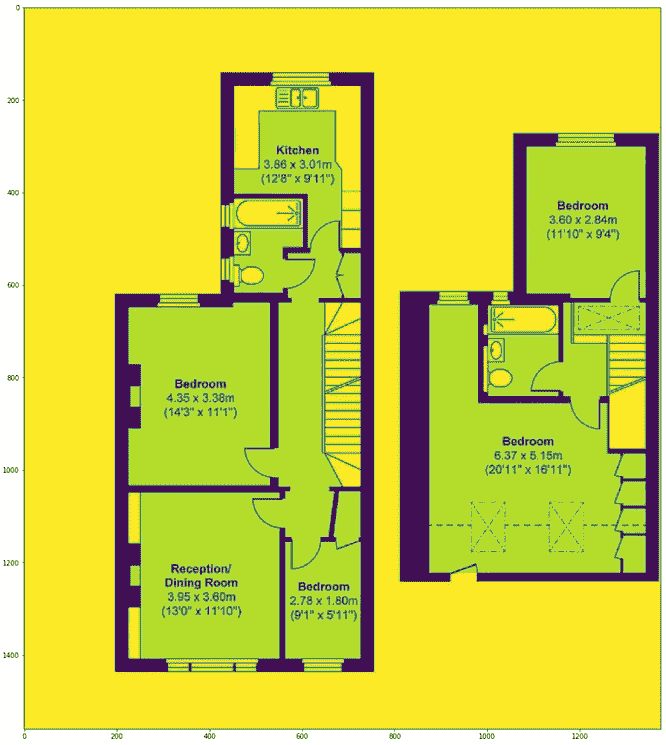 0
200
400
600
800
1000
1200
1400
0
200
400
600
800
1000
1200
Kitchen
3.86 x 3.01m
(12'8" x 9'11")
Bedroom
4.35 x 3.38m
(14'3" x 11'1")
Reception/
Dining Room
3.95 x 3.60m
(13'0" x 11'10")
Bedroom
2.78 x 1.80m
(9'1" x 5'11")
Bedroom
3.60 x 2.84m
(11'10" x 9'4")
Bedroom
6.37 x 5.15m
(20'11" x 16'11")